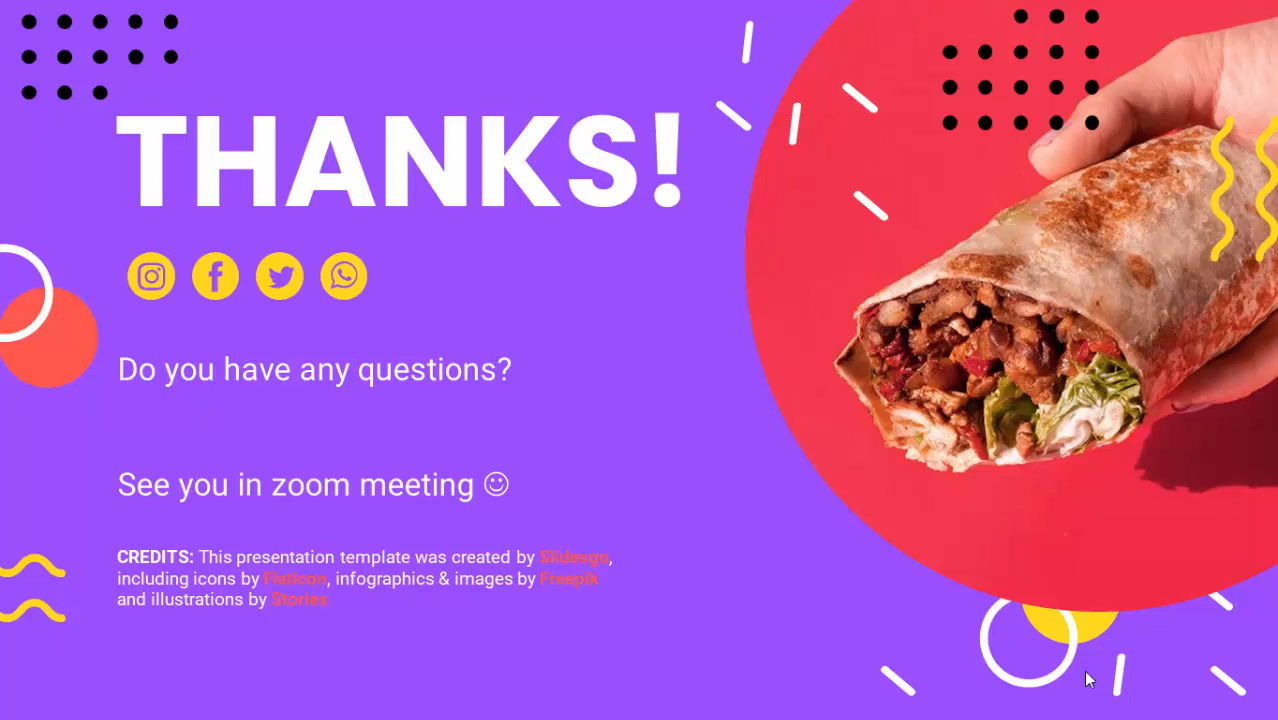 THANKS!
Do you have any questions?
See you in zoom meeting ☺
CREDITS: This presentation template was created by Slidesgo,
including icons by Flaticon, infographics & images by Freepik
and illustrations by Stories